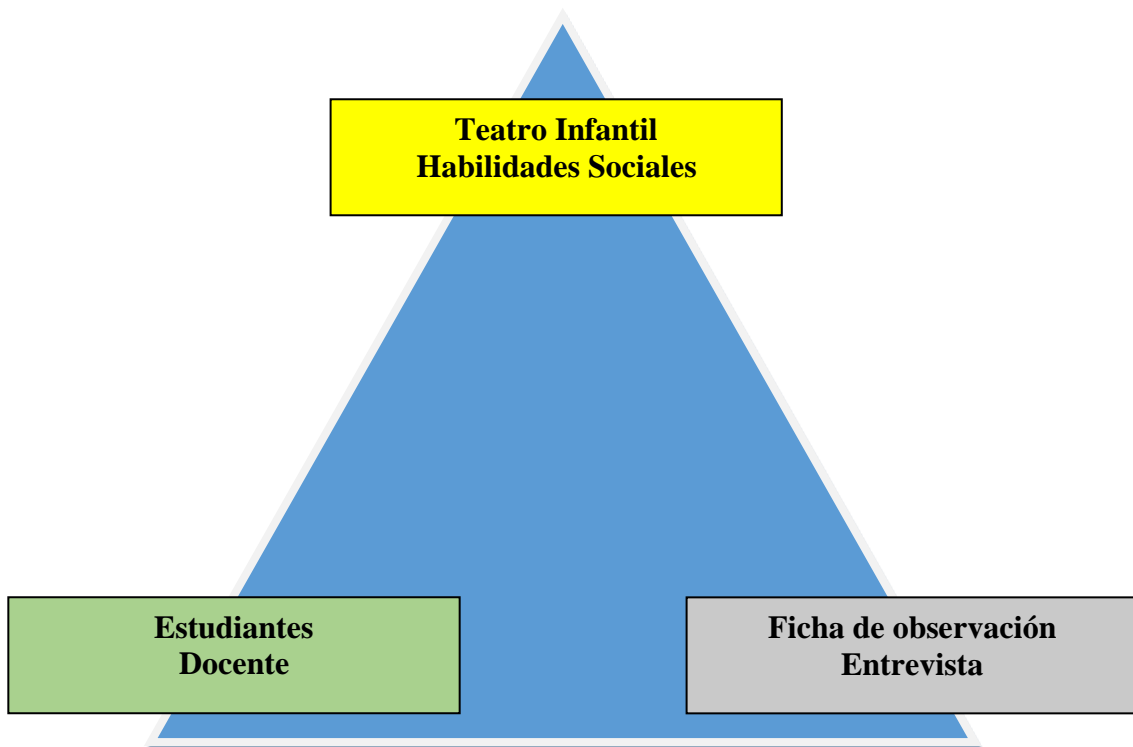 Teatro Infantil
Habilidades Sociales
Estudiantes
Docente
Ficha de observación
Entrevista